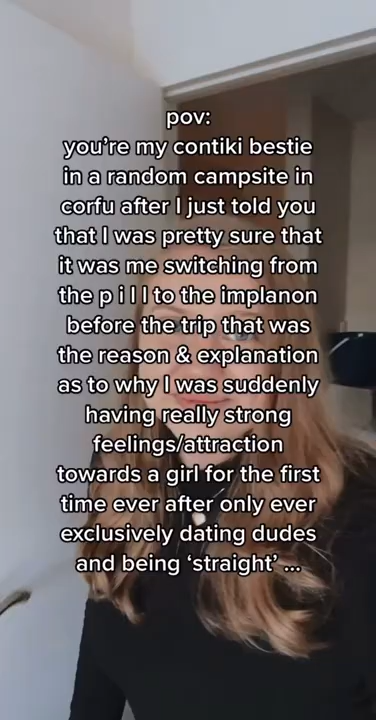 pov:
you're my contiki bestie
in a random campsite in
corfu after I just told you
that I was pretty sure that
it was me switching from
the p i l l to the implanon
before the trip that was
the reason & explanation
as to why I was suddenly
having really strong
feelings/attraction
towards a girl for the first
time ever after only ever
exclusively dating dudes
and being ‘straight’ ...